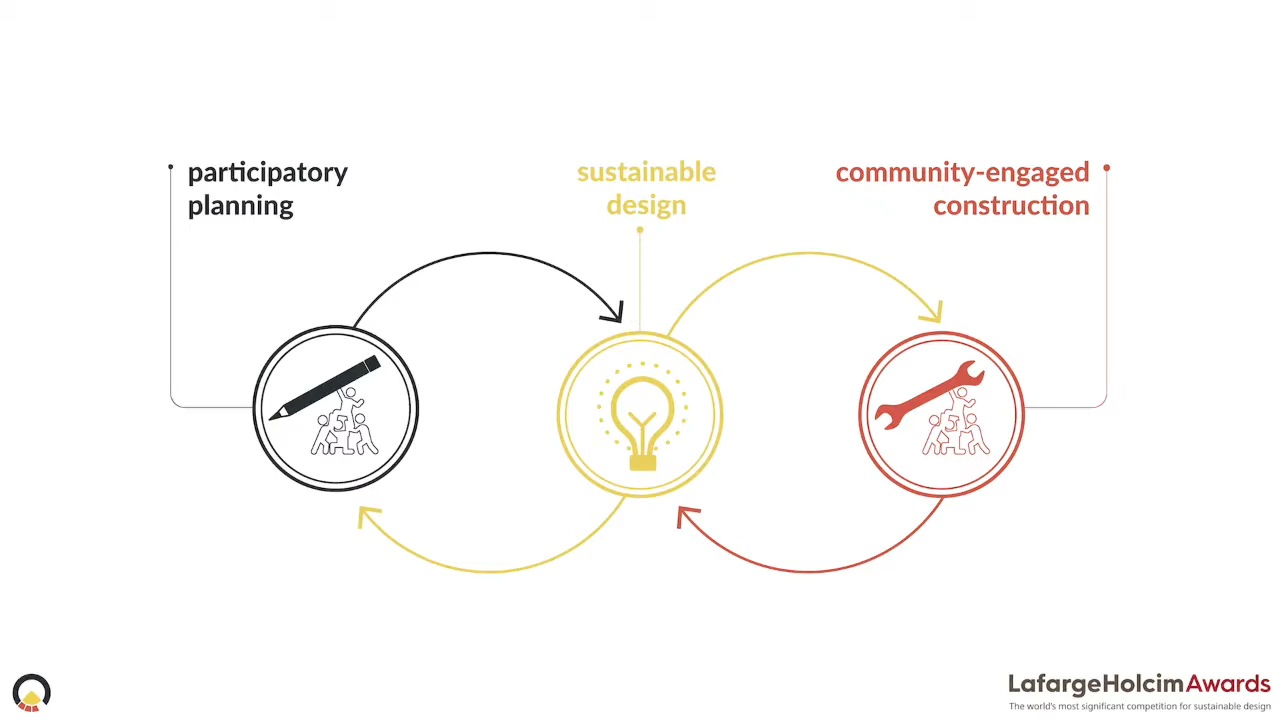 participatory
planning
sustainable
design
community-engaged
construction
LafargeHolcimAwards
The world's most significant competition for sustainable design